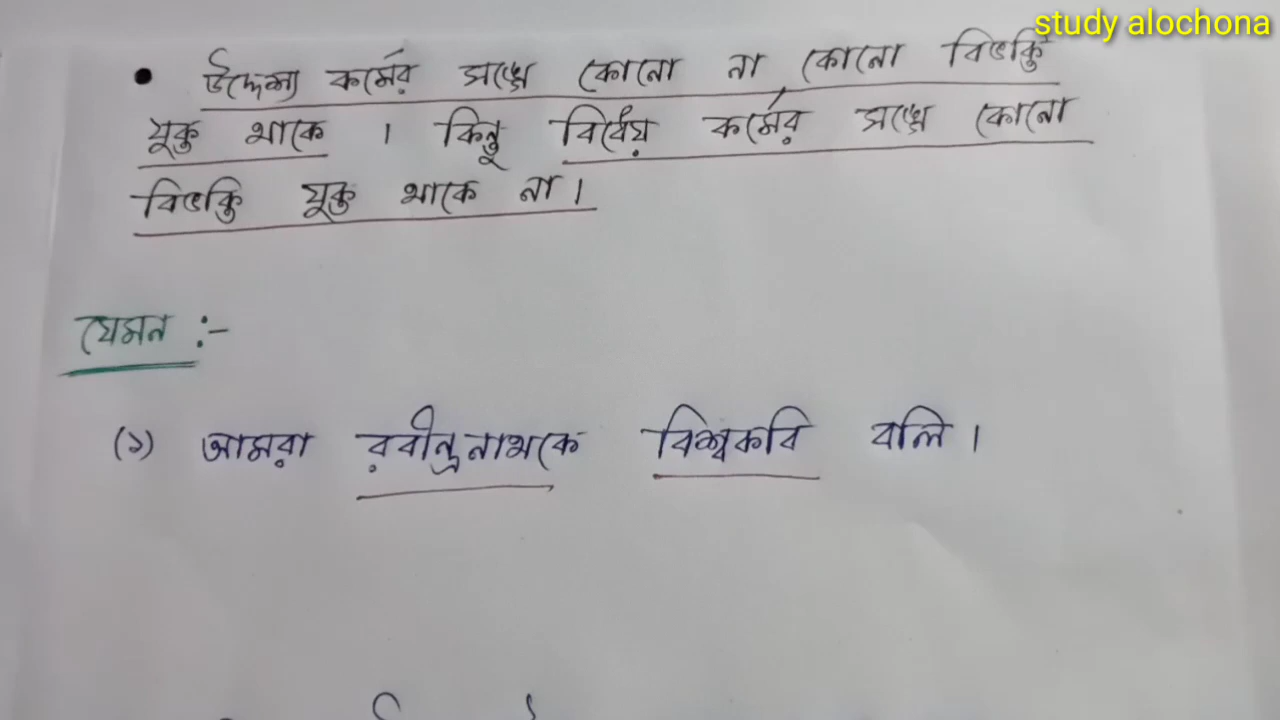 study alochona
• উদ্দেশ্য কর্মের সঙ্গে কোনো না কোনো বিভক্তি
যুক্ত থাকে । কিন্তু বিধেয় কর্মের সঙ্গে কোনো
বিভক্তি যুক্ত থাকে না ।
যেমন :-
(১) আমরা রবীন্দ্রনাথকে বিশ্বকবি বলি ।